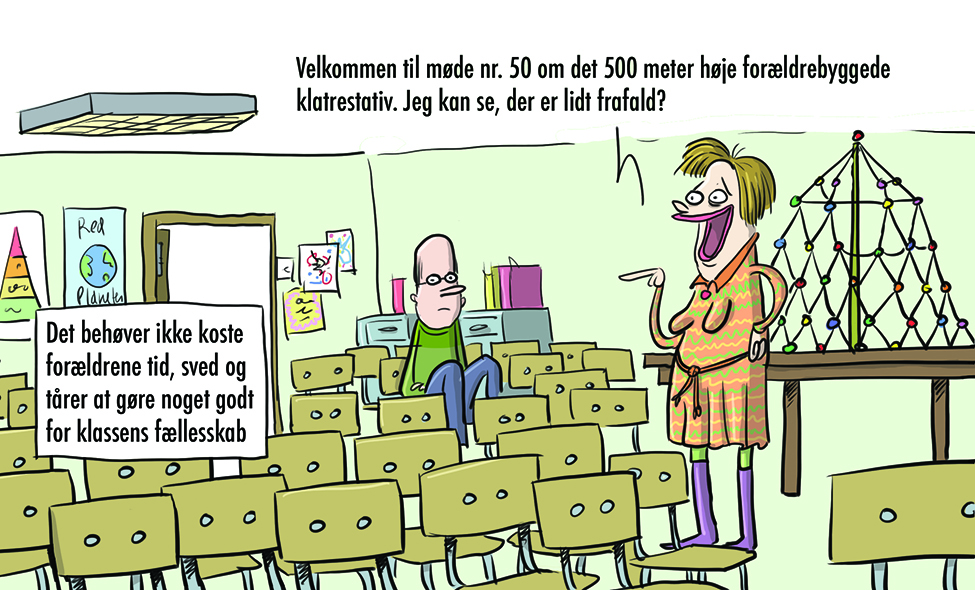 Velkommen til møde nr. 50 om det 500 meter høje forældrebyggede
klatrestativ. Jeg kan se, der er lidt frafald?
Red
Planeten
Det behøver ikke koste
forældrene tid, sved og
tårer at gøre noget godt
for klassens fællesskab